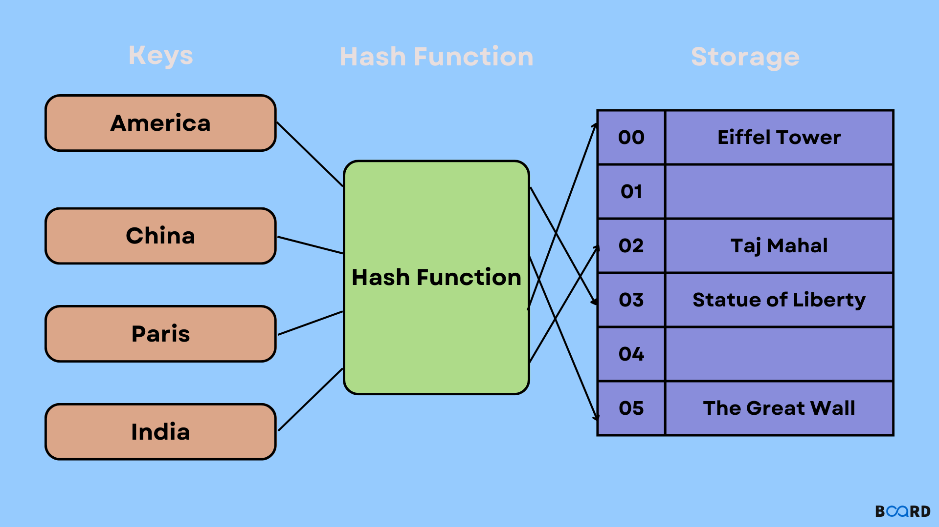 Keys
Hash Function
Storage
America
China
Paris
India
Hash Function
00 Eiffel Tower
01
02 Taj Mahal
03 Statue of Liberty
04
05 The Great Wall
BOARD